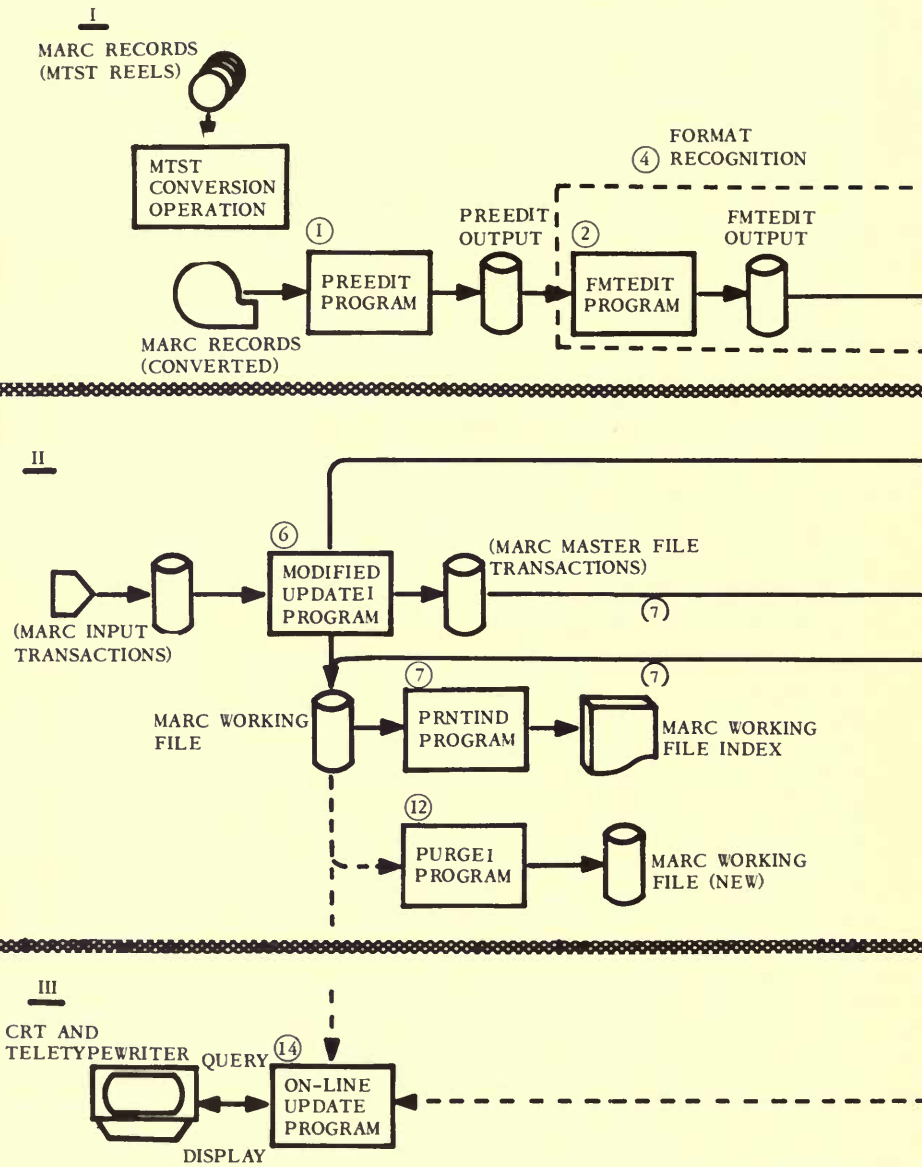 I
MARC RECORDS
(MTST REELS)
MTST
CONVERSION
OPERATION
FORMAT
④ RECOGNITION
①
PREEDIT
PROGRAM
PREEDIT
OUTPUT
②
FMTEDIT
PROGRAM
FMTEDIT
OUTPUT
MARC RECORDS
(CONVERTED)
II
⑥
MODIFIED
UPDATE1
PROGRAM
(MARC MASTER FILE
TRANSACTIONS)
(7)
(MARC INPUT
TRANSACTIONS)
(7)
MARC WORKING
FILE
⑦
PRNTIND
PROGRAM
MARC WORKING
FILE INDEX
⑫
PURGE1
PROGRAM
MARC WORKING
FILE (NEW)
III
CRT AND
TELETYPEWRITER
QUERY
⑭
ON-LINE
UPDATE
PROGRAM
DISPLAY